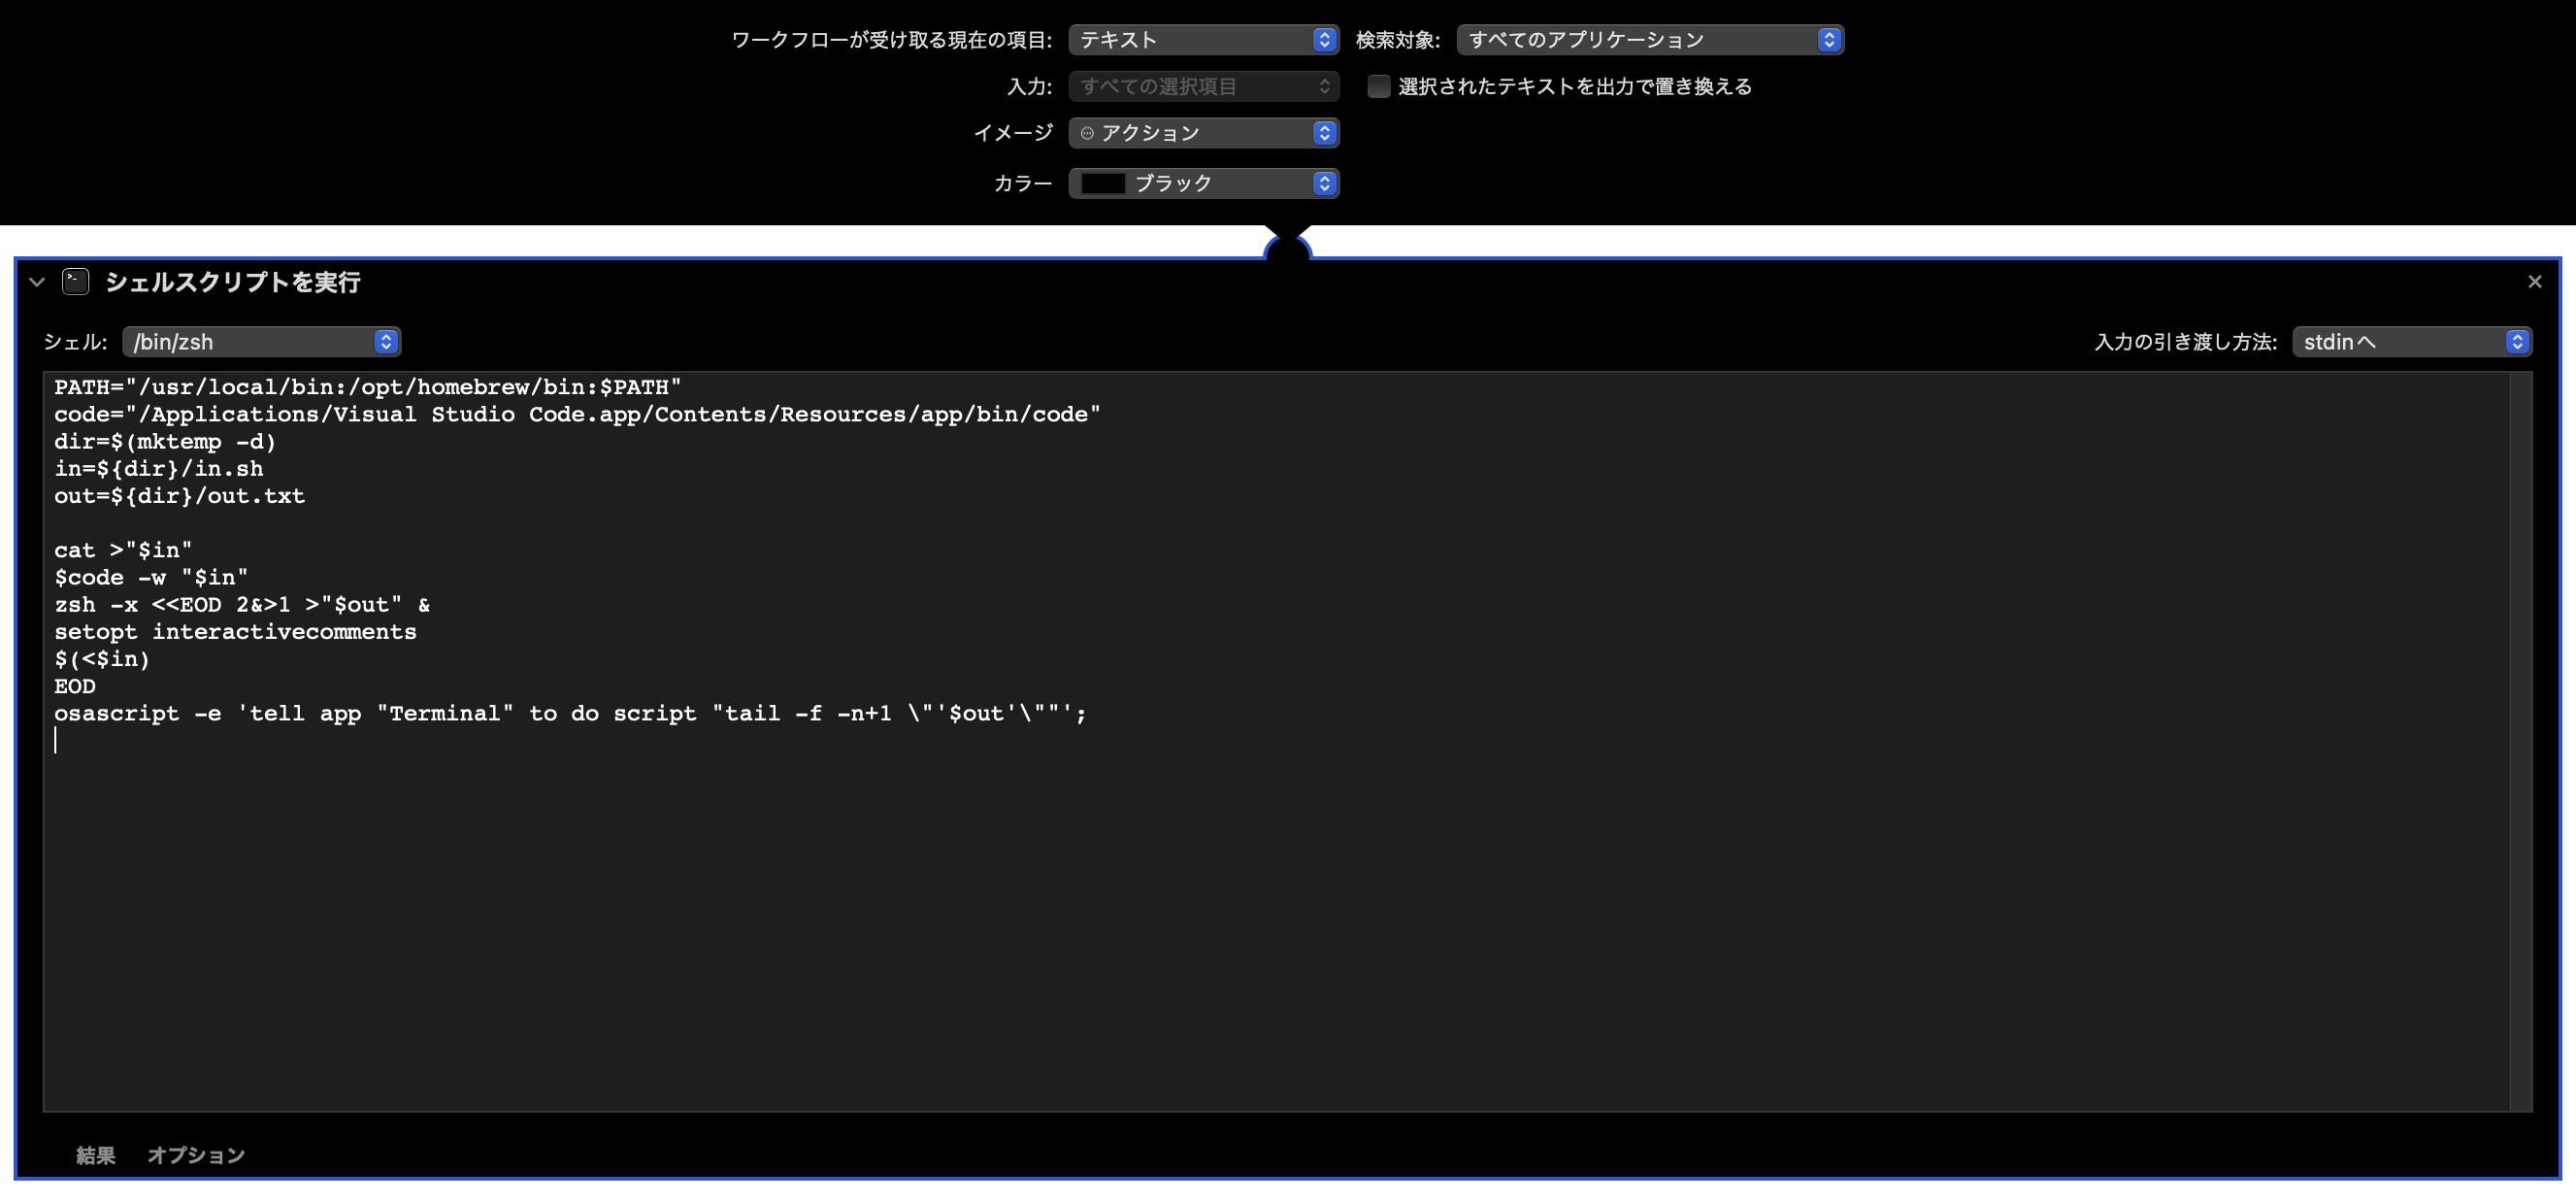 ワークフローが受け取る現在の項目: テキスト 検索対象: すべてのアプリケーション
入力: すべての選択項目 選択されたテキストを出力で置き換える
イメージ アクション
カラー ブラック
シェルスクリプトを実行
シェル: /bin/zsh 入力の引き渡し方法: stdinへ
PATH="/usr/local/bin:/opt/homebrew/bin:$PATH"
code="/Applications/Visual Studio Code.app/Contents/Resources/app/bin/code"
dir=$(mktemp -d)
in=${dir}/in.sh
out=${dir}/out.txt
cat >"$in"
$code -w "$in"
zsh -x <<EOD 2&>1 >"$out" &
setopt interactivecomments
$(<$in)
EOD
osascript -e 'tell app "Terminal" to do script "tail -f -n+1 \"'$out'\""';
結果 オプション